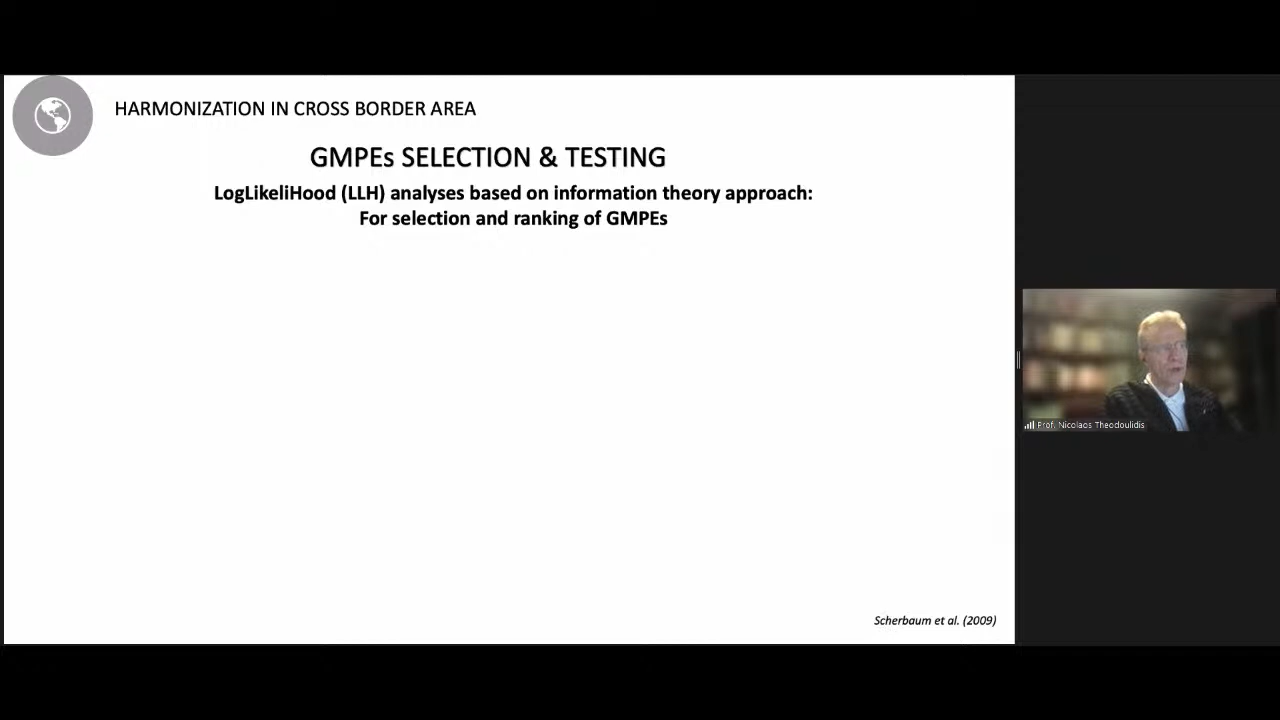 HARMONIZATION IN CROSS BORDER AREA
GMPEs SELECTION & TESTING
LogLikeliHood (LLH) analyses based on information theory approach:
For selection and ranking of GMPEs
Scherbaum et al. (2009)
Prof. Nicolaos Theodoulidis